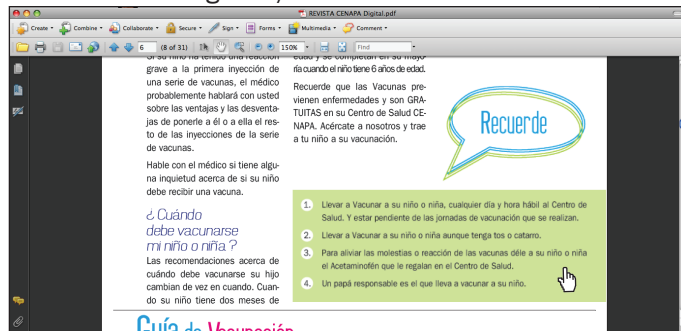 REVISTA CENAPA Digital.pdf
Create Combine Collaborate Secure Sign Forms Multimedia Comment
6 (8 of 31) 150% Find
Si su niño ha tenido una reacción
grave a la primera inyección de
una serie de vacunas, el médico
probablemente hablará con usted
sobre las ventajas y las desventa-
jas de ponerle a él o a ella el res-
to de las inyecciones de la serie
de vacunas.
Hable con el médico si tiene algu-
na inquietud acerca de si su niño
debe recibir una vacuna.
¿ Cuándo
debe vacunarse
mi niño o niña ?
Las recomendaciones acerca de
cuándo debe vacunarse su hijo
cambian de vez en cuando. Cuan-
do su niño tiene dos meses de
edad y se completan en su mayo-
ría cuando el niño tiene 6 años de edad.
Recuerde que las Vacunas pre-
vienen enfermedades y son GRA-
TUITAS en su Centro de Salud CE-
NAPA. Acércate a nosotros y trae
a tu niño a su vacunación.
Recuerde
1. Llevar a Vacunar a su niño o niña, cualquier día y hora hábil al Centro de
Salud. Y estar pendiente de las jornadas de vacunación que se realizan.
2. Llevar a Vacunar a su niño o niña aunque tenga tos o catarro.
3. Para aliviar las molestias o reacción de las vacunas déle a su niño o niña
el Acetaminofén que le regalan en el Centro de Salud.
4. Un papá responsable es el que lleva a vacunar a su niño.
Guía de Vacunación